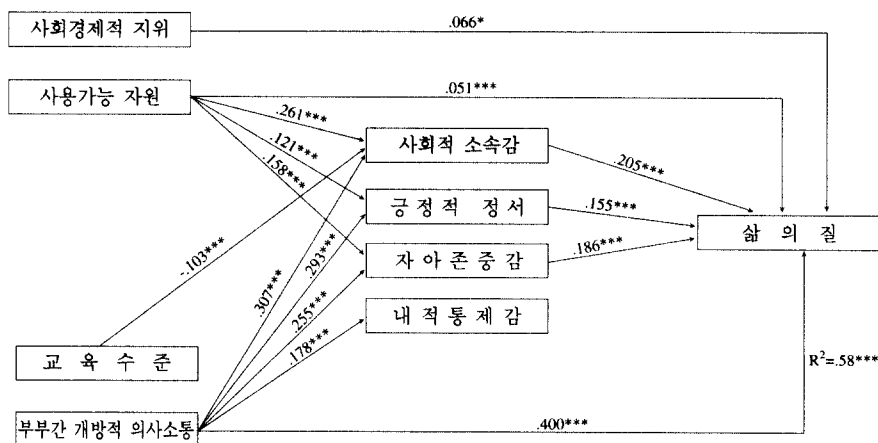 사회경제적 지위
.066*
사용가능 자원
.051***
.261***
사회적 소속감
.121***
.205***
.158***
긍정적 정서
.155***
삶 의 질
-.103***
.293***
자아존중감
.186***
.307***
.255***
내적통제감
.178***
교 육 수 준
R²=.58***
부부간 개방적 의사소통
.400***